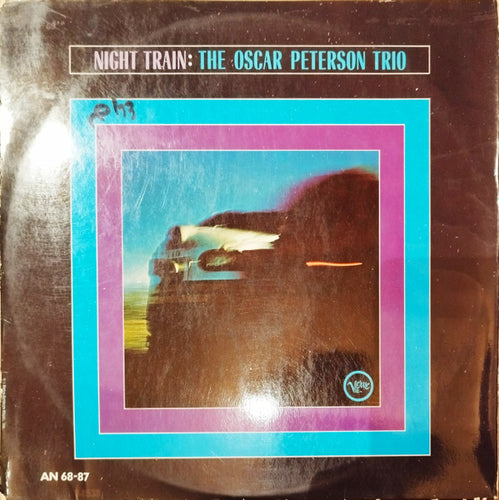 NIGHT TRAIN: THE OSCAR PETERSON TRIO
Verve
AN 68-87